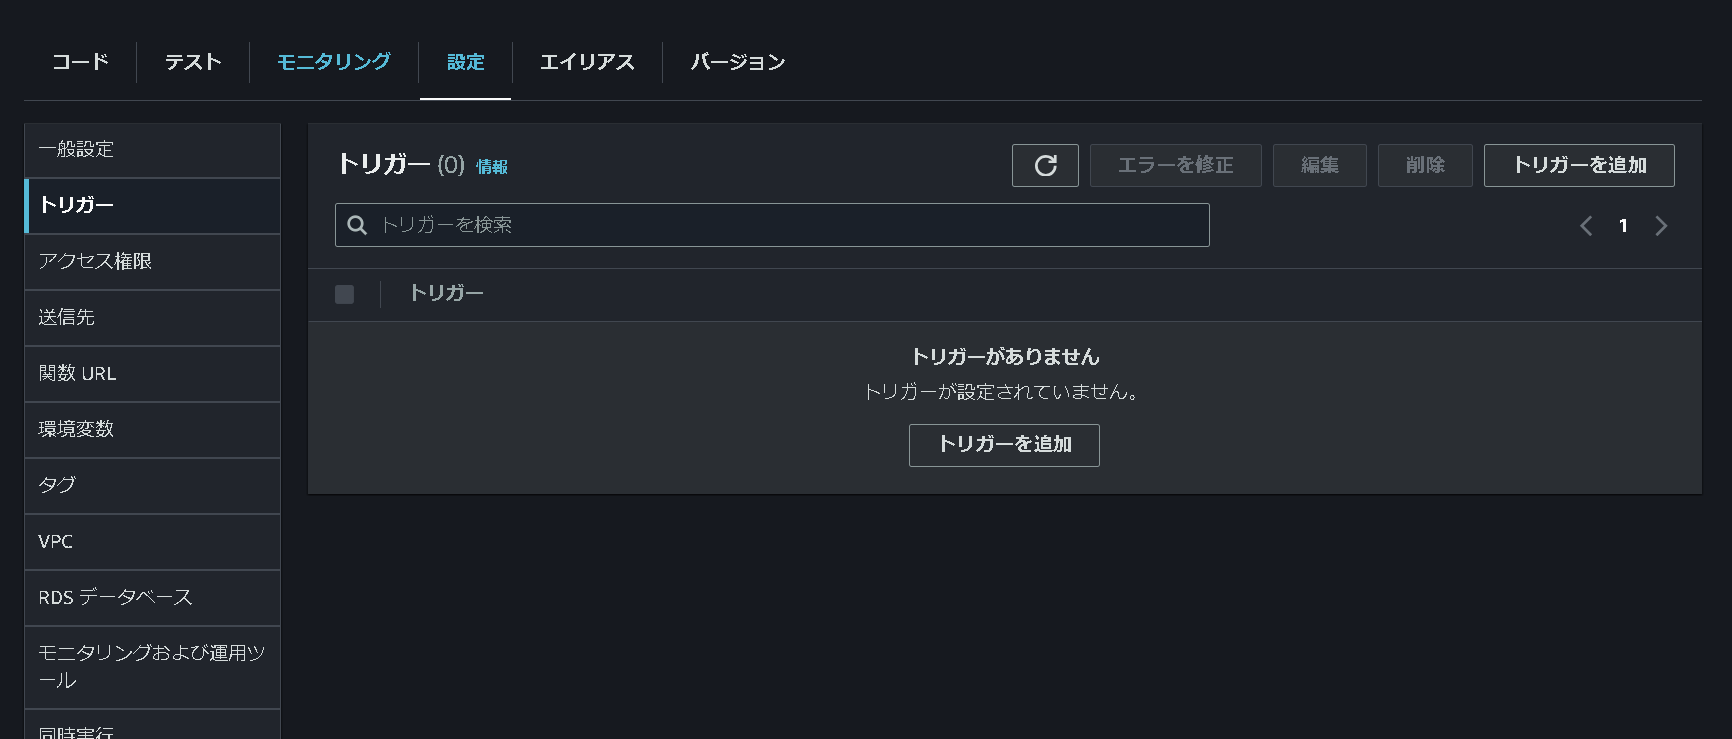 コード テスト モニタリング 設定 エイリアス バージョン
一般設定
トリガー
アクセス権限
送信先
関数 URL
環境変数
タグ
VPC
RDS データベース
モニタリングおよび運用ツ
ール
同時実行
トリガー (0) 情報
エラーを修正 編集 削除 トリガーを追加
トリガーを検索
1
トリガー
トリガーがありません
トリガーが設定されていません。
トリガーを追加